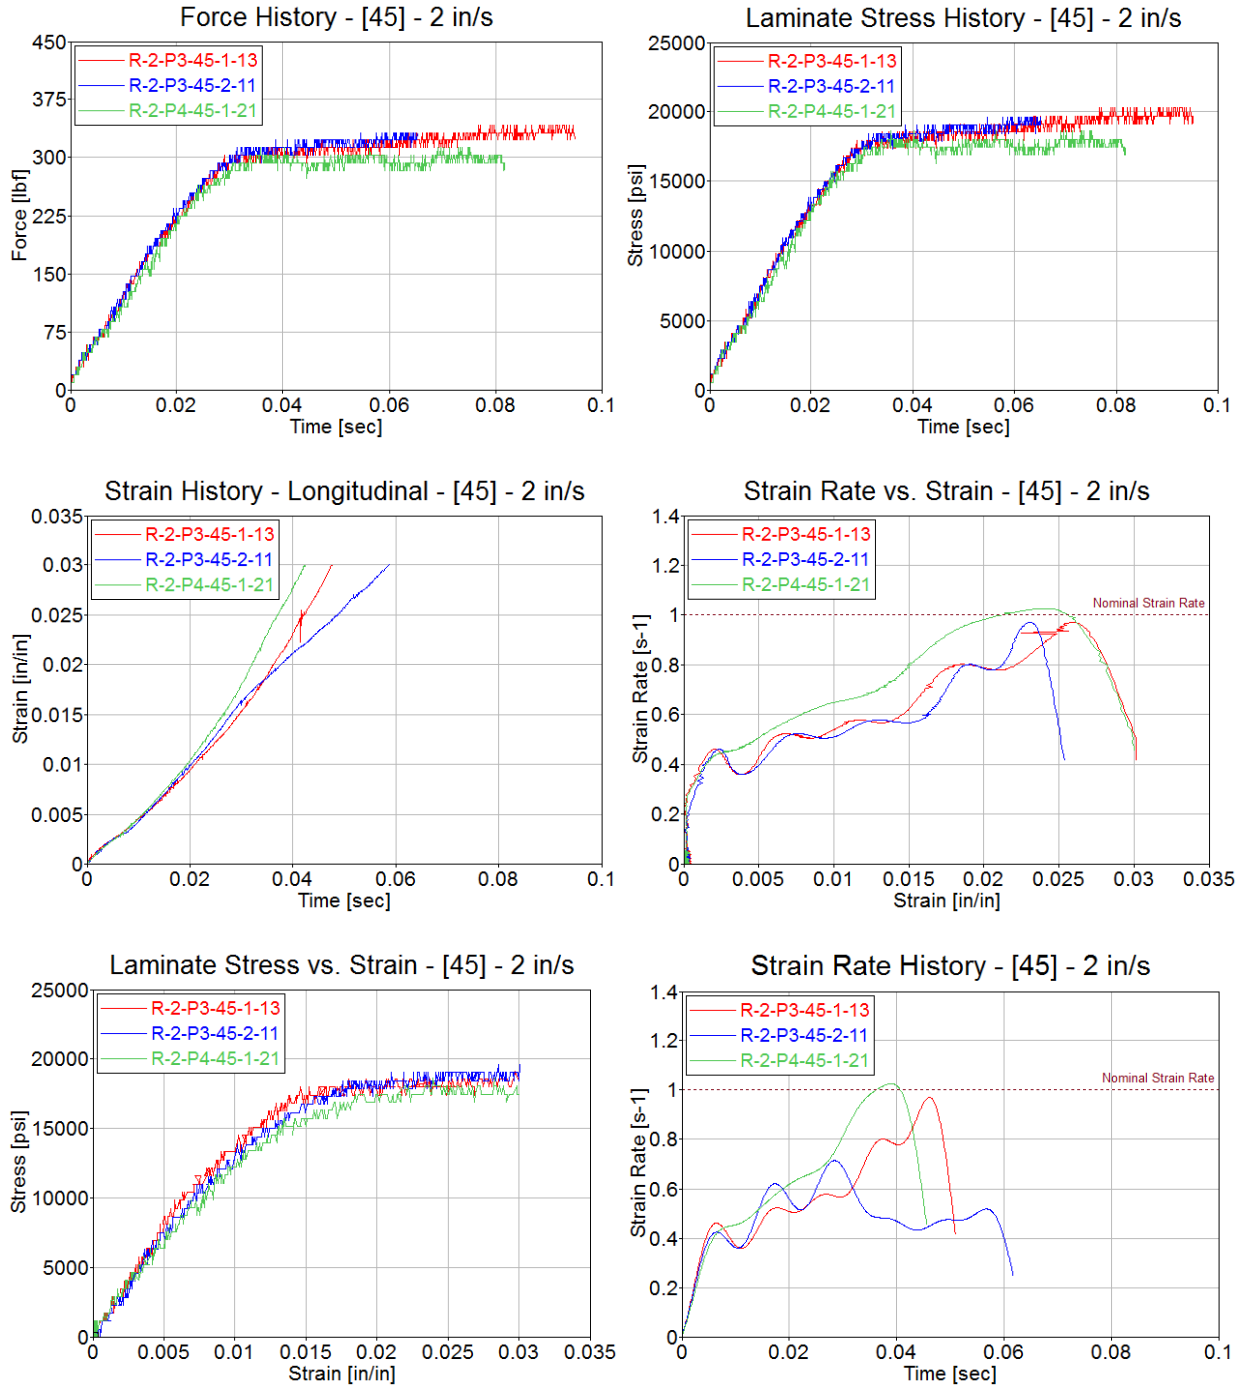 Force History - [45] - 2 in/s
450
375
300
225
150
75
0
Force [lbf]
R-2-P3-45-1-13
R-2-P3-45-2-11
R-2-P4-45-1-21
0
0.02
0.04
0.06
0.08
0.1
Time [sec]
Laminate Stress History - [45] - 2 in/s
25000
20000
15000
10000
5000
0
Stress [psi]
R-2-P3-45-1-13
R-2-P3-45-2-11
R-2-P4-45-1-21
0
0.02
0.04
0.06
0.08
0.1
Time [sec]
Strain History - Longitudinal - [45] - 2 in/s
0.035
0.03
0.025
0.02
0.015
0.01
0.005
0
Strain [in/in]
R-2-P3-45-1-13
R-2-P3-45-2-11
R-2-P4-45-1-21
0
0.02
0.04
0.06
0.08
0.1
Time [sec]
Strain Rate vs. Strain - [45] - 2 in/s
1.4
1.2
1
0.8
0.6
0.4
0.2
0
Strain Rate [s-1]
R-2-P3-45-1-13
R-2-P3-45-2-11
R-2-P4-45-1-21
Nominal Strain Rate
0
0.005
0.01
0.015
0.02
0.025
0.03
0.035
Strain [in/in]
Laminate Stress vs. Strain - [45] - 2 in/s
25000
20000
15000
10000
5000
0
Stress [psi]
R-2-P3-45-1-13
R-2-P3-45-2-11
R-2-P4-45-1-21
0
0.005
0.01
0.015
0.02
0.025
0.03
0.035
Strain [in/in]
Strain Rate History - [45] - 2 in/s
1.4
1.2
1
0.8
0.6
0.4
0.2
0
Strain Rate [s-1]
R-2-P3-45-1-13
R-2-P3-45-2-11
R-2-P4-45-1-21
Nominal Strain Rate
0
0.02
0.04
0.06
0.08
0.1
Time [sec]